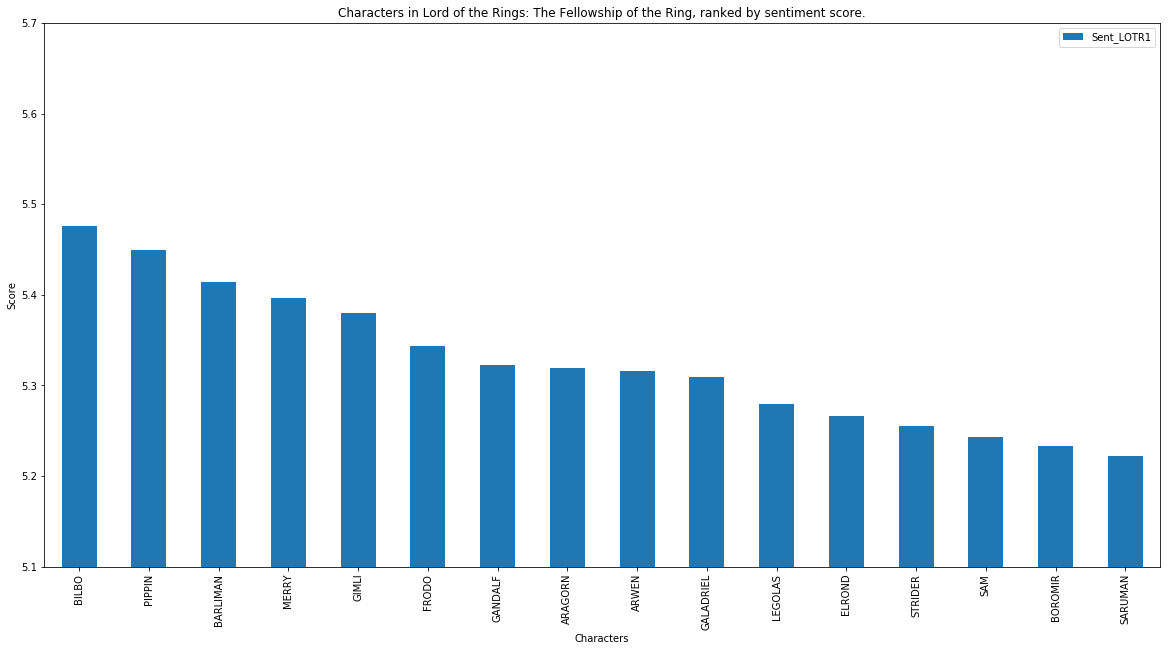 Characters in Lord of the Rings: The Fellowship of the Ring, ranked by sentiment score.
Sent_LOTR1
Score
5.7
5.6
5.5
5.4
5.3
5.2
5.1
BILBO
PIPPIN
BARLIMAN
MERRY
GIMLI
FRODO
GANDALF
ARAGORN
ARWEN
GALADRIEL
LEGOLAS
ELROND
STRIDER
SAM
BOROMIR
SARUMAN
Characters